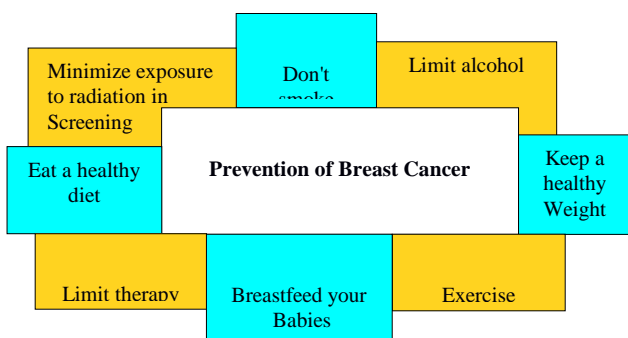 Minimize exposure
to radiation in
Screening
Don't
smoke
Limit alcohol
Eat a healthy
diet
Prevention of Breast Cancer
Keep a
healthy
Weight
Limit therapy
Breastfeed your
Babies
Exercise